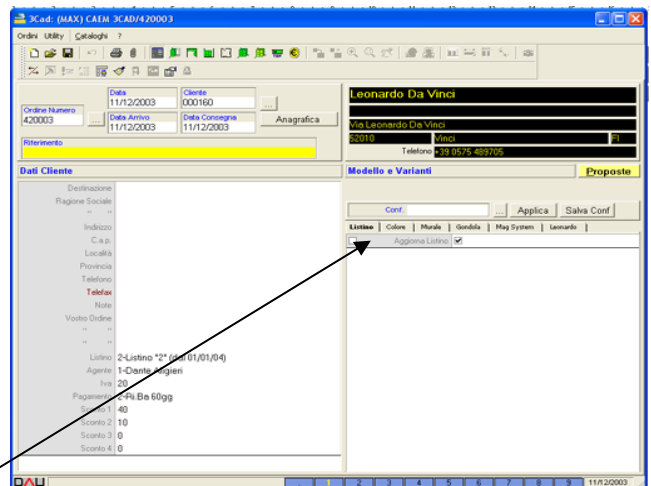 3Cad: (MAX) CAEM 3CAD/420003
Ordini Utility Cataloghi ?
Ordine Numero
420003
...
Data
11/12/2003
Cliente
000160
...
Data Arrivo
11/12/2003
Data Consegna
11/12/2003
Anagrafica
Riferimento
Leonardo Da Vinci
Via Leonardo Da Vinci
52010 Vinci FI
Telefono +39 0575 489705
Dati Cliente
Destinazione
Ragione Sociale
" "
Indirizzo
C.a.p.
Località
Provincia
Telefono
Telefax
Note
Vostro Ordine
" "
" "
Listino 2-Listino "2" (dal 01/01/04)
Agente 1-Dante Aligieri
Iva 20
Pagamento 2-Ri.Ba 60gg
Sconto 1 40
Sconto 2 10
Sconto 3 0
Sconto 4 0
Modello e Varianti Proposte
Conf. ... Applica Salva Conf
Listino Colore Murale Gondola Mag System Leonardo
Aggiorna Listino
DAU 1 2 3 4 5 6 7 8 9 11/12/2003